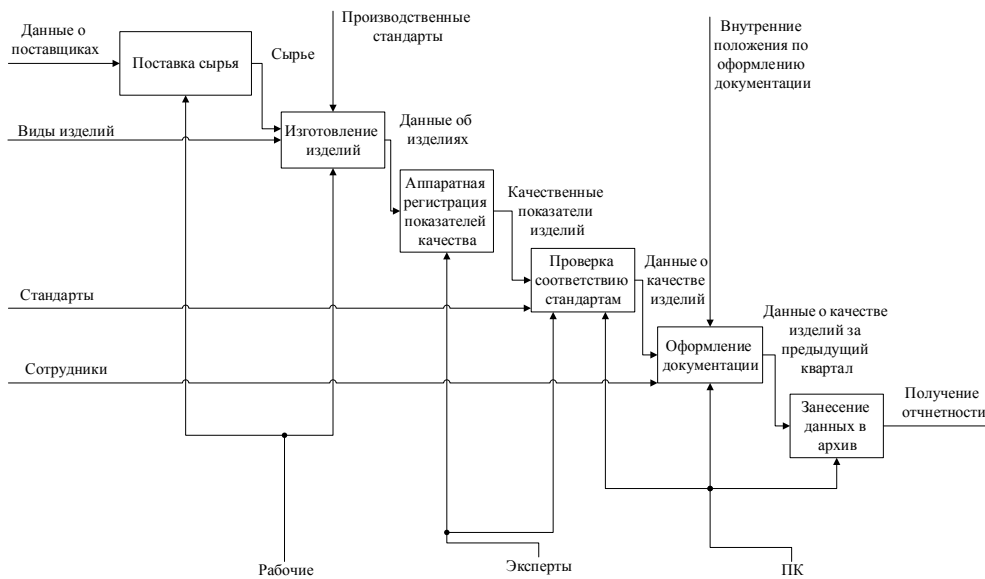 Производственные
стандарты
Внутренние
положения по
оформлению
документации
Данные о
поставщиках
Поставка сырья
Сырье
Виды изделий
Изготовление
изделий
Данные об
изделиях
Аппаратная
регистрация
показателей
качества
Качественные
показатели
изделий
Проверка
соответствию
стандартам
Данные о
качестве
изделий
Стандарты
Оформление
документации
Данные о качестве
изделий за
предыдущий
квартал
Сотрудники
Занесение
данных в
архив
Получение
отчнетности
Рабочие
Эксперты
ПК